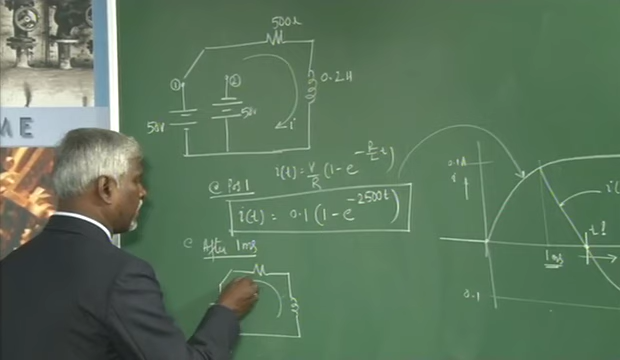 500Ω
① ②
0.2H
50V 50V
i
i(t) = V/R (1 - e^{-R/L t})
@ Pos 1
i(t) = 0.1 (1 - e^{-2500t})
@ After 1ms
0.1A
i
i(
t?
1ms
0.1
ME